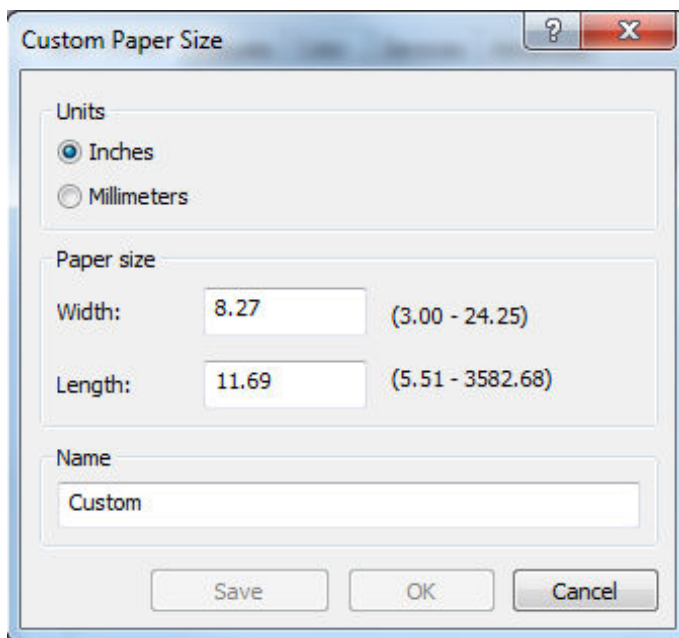 Custom Paper Size
Units
Inches
Millimeters
Paper size
Width: 8.27 (3.00 - 24.25)
Length: 11.69 (5.51 - 3582.68)
Name
Custom
Save OK Cancel